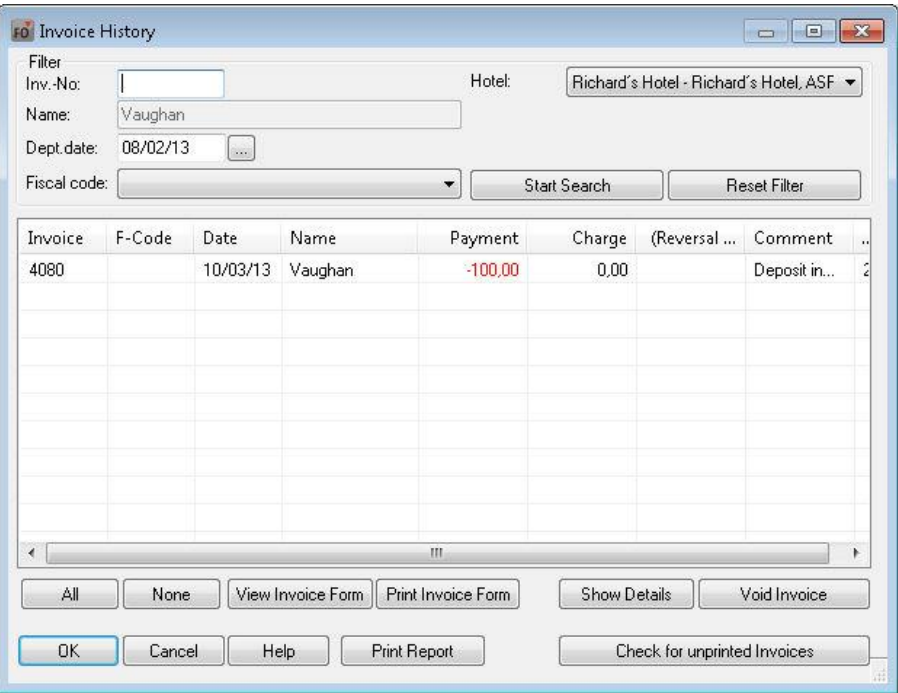 FO Invoice History
Filter
Inv.-No:
Hotel: Richard´s Hotel - Richard´s Hotel, ASF
Name: Vaughan
Dept.date: 08/02/13 ...
Fiscal code: Start Search Reset Filter
Invoice F-Code Date Name Payment Charge (Reversal ... Comment ..
4080 10/03/13 Vaughan -100,00 0,00 Deposit in... 2
All None View Invoice Form Print Invoice Form Show Details Void Invoice
OK Cancel Help Print Report Check for unprinted Invoices